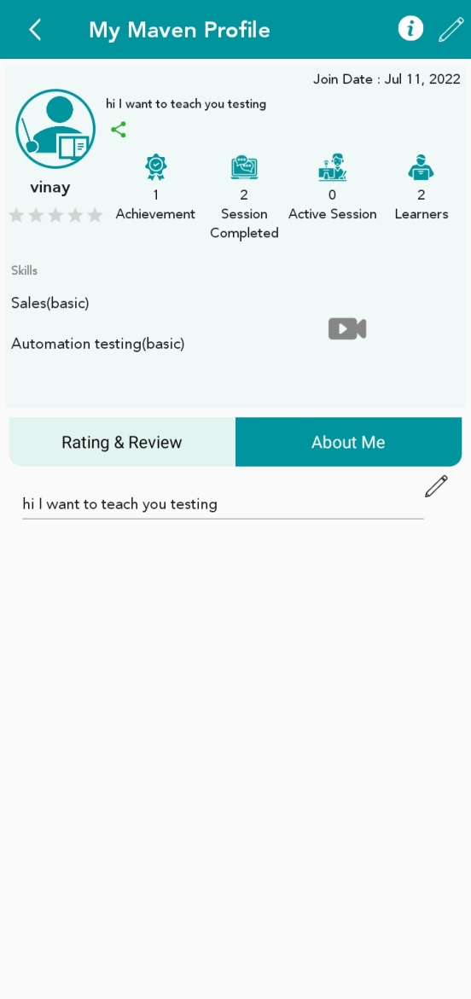 My Maven Profile
Join Date : Jul 11, 2022
hi I want to teach you testing
vinay
1
Achievement
2
Session
Completed
0
Active Session
2
Learners
Skills
Sales(basic)
Automation testing(basic)
Rating & Review
About Me
hi I want to teach you testing